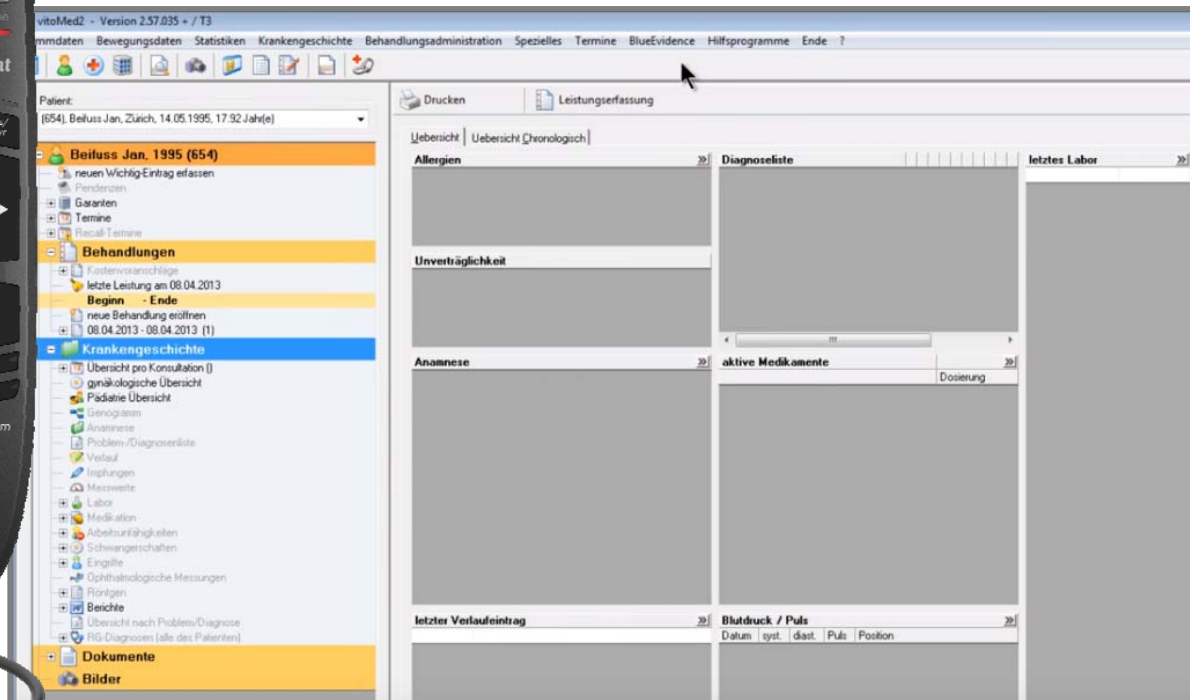 vitoMed2 - Version 2.57.035 + / T3
mmdaten Bewegungsdaten Statistiken Krankengeschichte Behandlungsadministration Spezielles Termine BlueEvidence Hilfsprogramme Ende ?
Patient:
(654), Beifuss Jan, Zürich, 14.05.1995, 17.92 Jahr(e)
Beifuss Jan, 1995 (654)
neuen Wichtig-Eintrag erfassen
Pendenzen
Garanten
Termine
Recall-Termine
Behandlungen
Kostenvoranschläge
letzte Leistung am 08.04.2013
Beginn - Ende
neue Behandlung eröffnen
08.04.2013 - 08.04.2013 (1)
Krankengeschichte
Übersicht pro Konsultation ()
gynäkologische Übersicht
Pädiatrie Übersicht
Genogramm
Anamnese
Problem-/Diagnosenliste
Verlauf
Impfungen
Messwerte
Labor
Medikation
Arbeitsunfähigkeiten
Schwangerschaften
Eingriffe
Ophthalmologische Messungen
Röntgen
Berichte
Übersicht nach Problem/Diagnose
RG-Diagnosen (alle des Patienten)
Dokumente
Bilder
Drucken Leistungserfassung
Uebersicht Uebersicht Chronologisch
Allergien
Unverträglichkeit
Anamnese
letzter Verlaufeintrag
Diagnoseliste
aktive Medikamente
Dosierung
Blutdruck / Puls
Datum syst. diast. Puls Position
letztes Labor